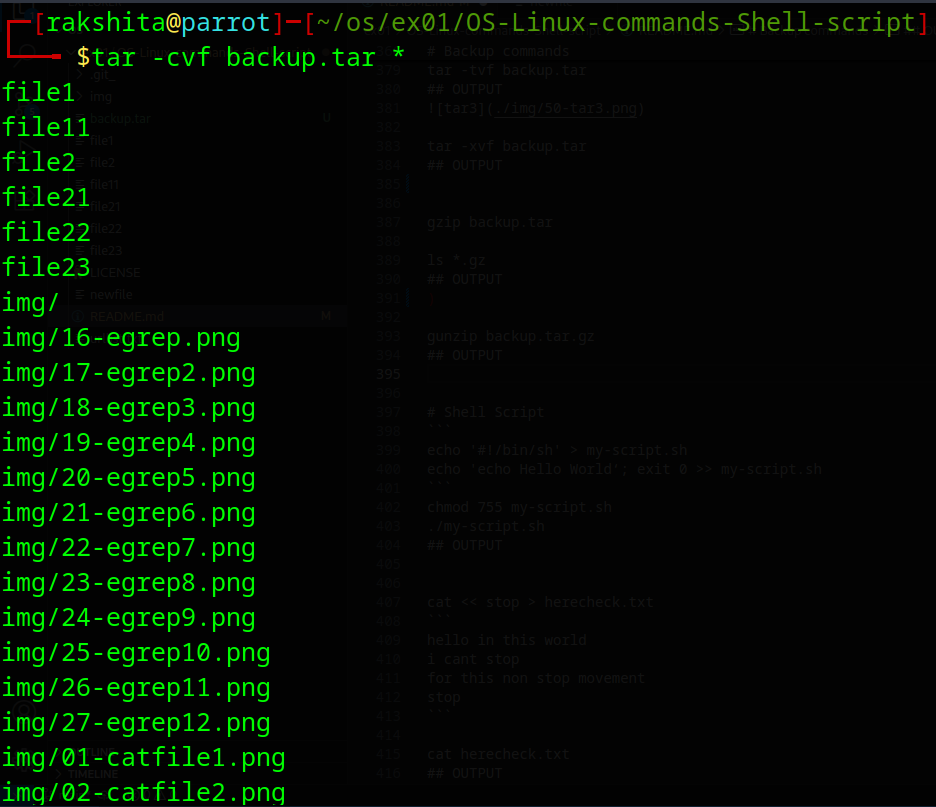 [rakshita@parrot]-[~/os/ex01/OS-Linux-commands-Shell-script]
$tar -cvf backup.tar *
file1
file11
file2
file21
file22
file23
img/
img/16-egrep.png
img/17-egrep2.png
img/18-egrep3.png
img/19-egrep4.png
img/20-egrep5.png
img/21-egrep6.png
img/22-egrep7.png
img/23-egrep8.png
img/24-egrep9.png
img/25-egrep10.png
img/26-egrep11.png
img/27-egrep12.png
img/01-catfile1.png
img/02-catfile2.png
.git
img
backup.tar U
file1
file2
file11
file21
file22
file23
LICENSE
newfile
README.md M
TIMELINE
# Backup commands
tar -tvf backup.tar
380 ## OUTPUT
381 ![tar3](./img/50-tar3.png)
382
383 tar -xvf backup.tar
384 ## OUTPUT
385
386
387 gzip backup.tar
388
389 ls *.gz
390 ## OUTPUT
391
392
393 gunzip backup.tar.gz
394 ## OUTPUT
395
396
397 # Shell Script
398 ```
399 echo '#!/bin/sh' > my-script.sh
400 echo 'echo Hello World'; exit 0 >> my-script.sh
401 ```
402 chmod 755 my-script.sh
403 ./my-script.sh
404 ## OUTPUT
405
406
407 cat << stop > herecheck.txt
408 ```
409 hello in this world
410 i cant stop
411 for this non stop movement
412 stop
413 ```
414
415 cat herecheck.txt
416 ## OUTPUT